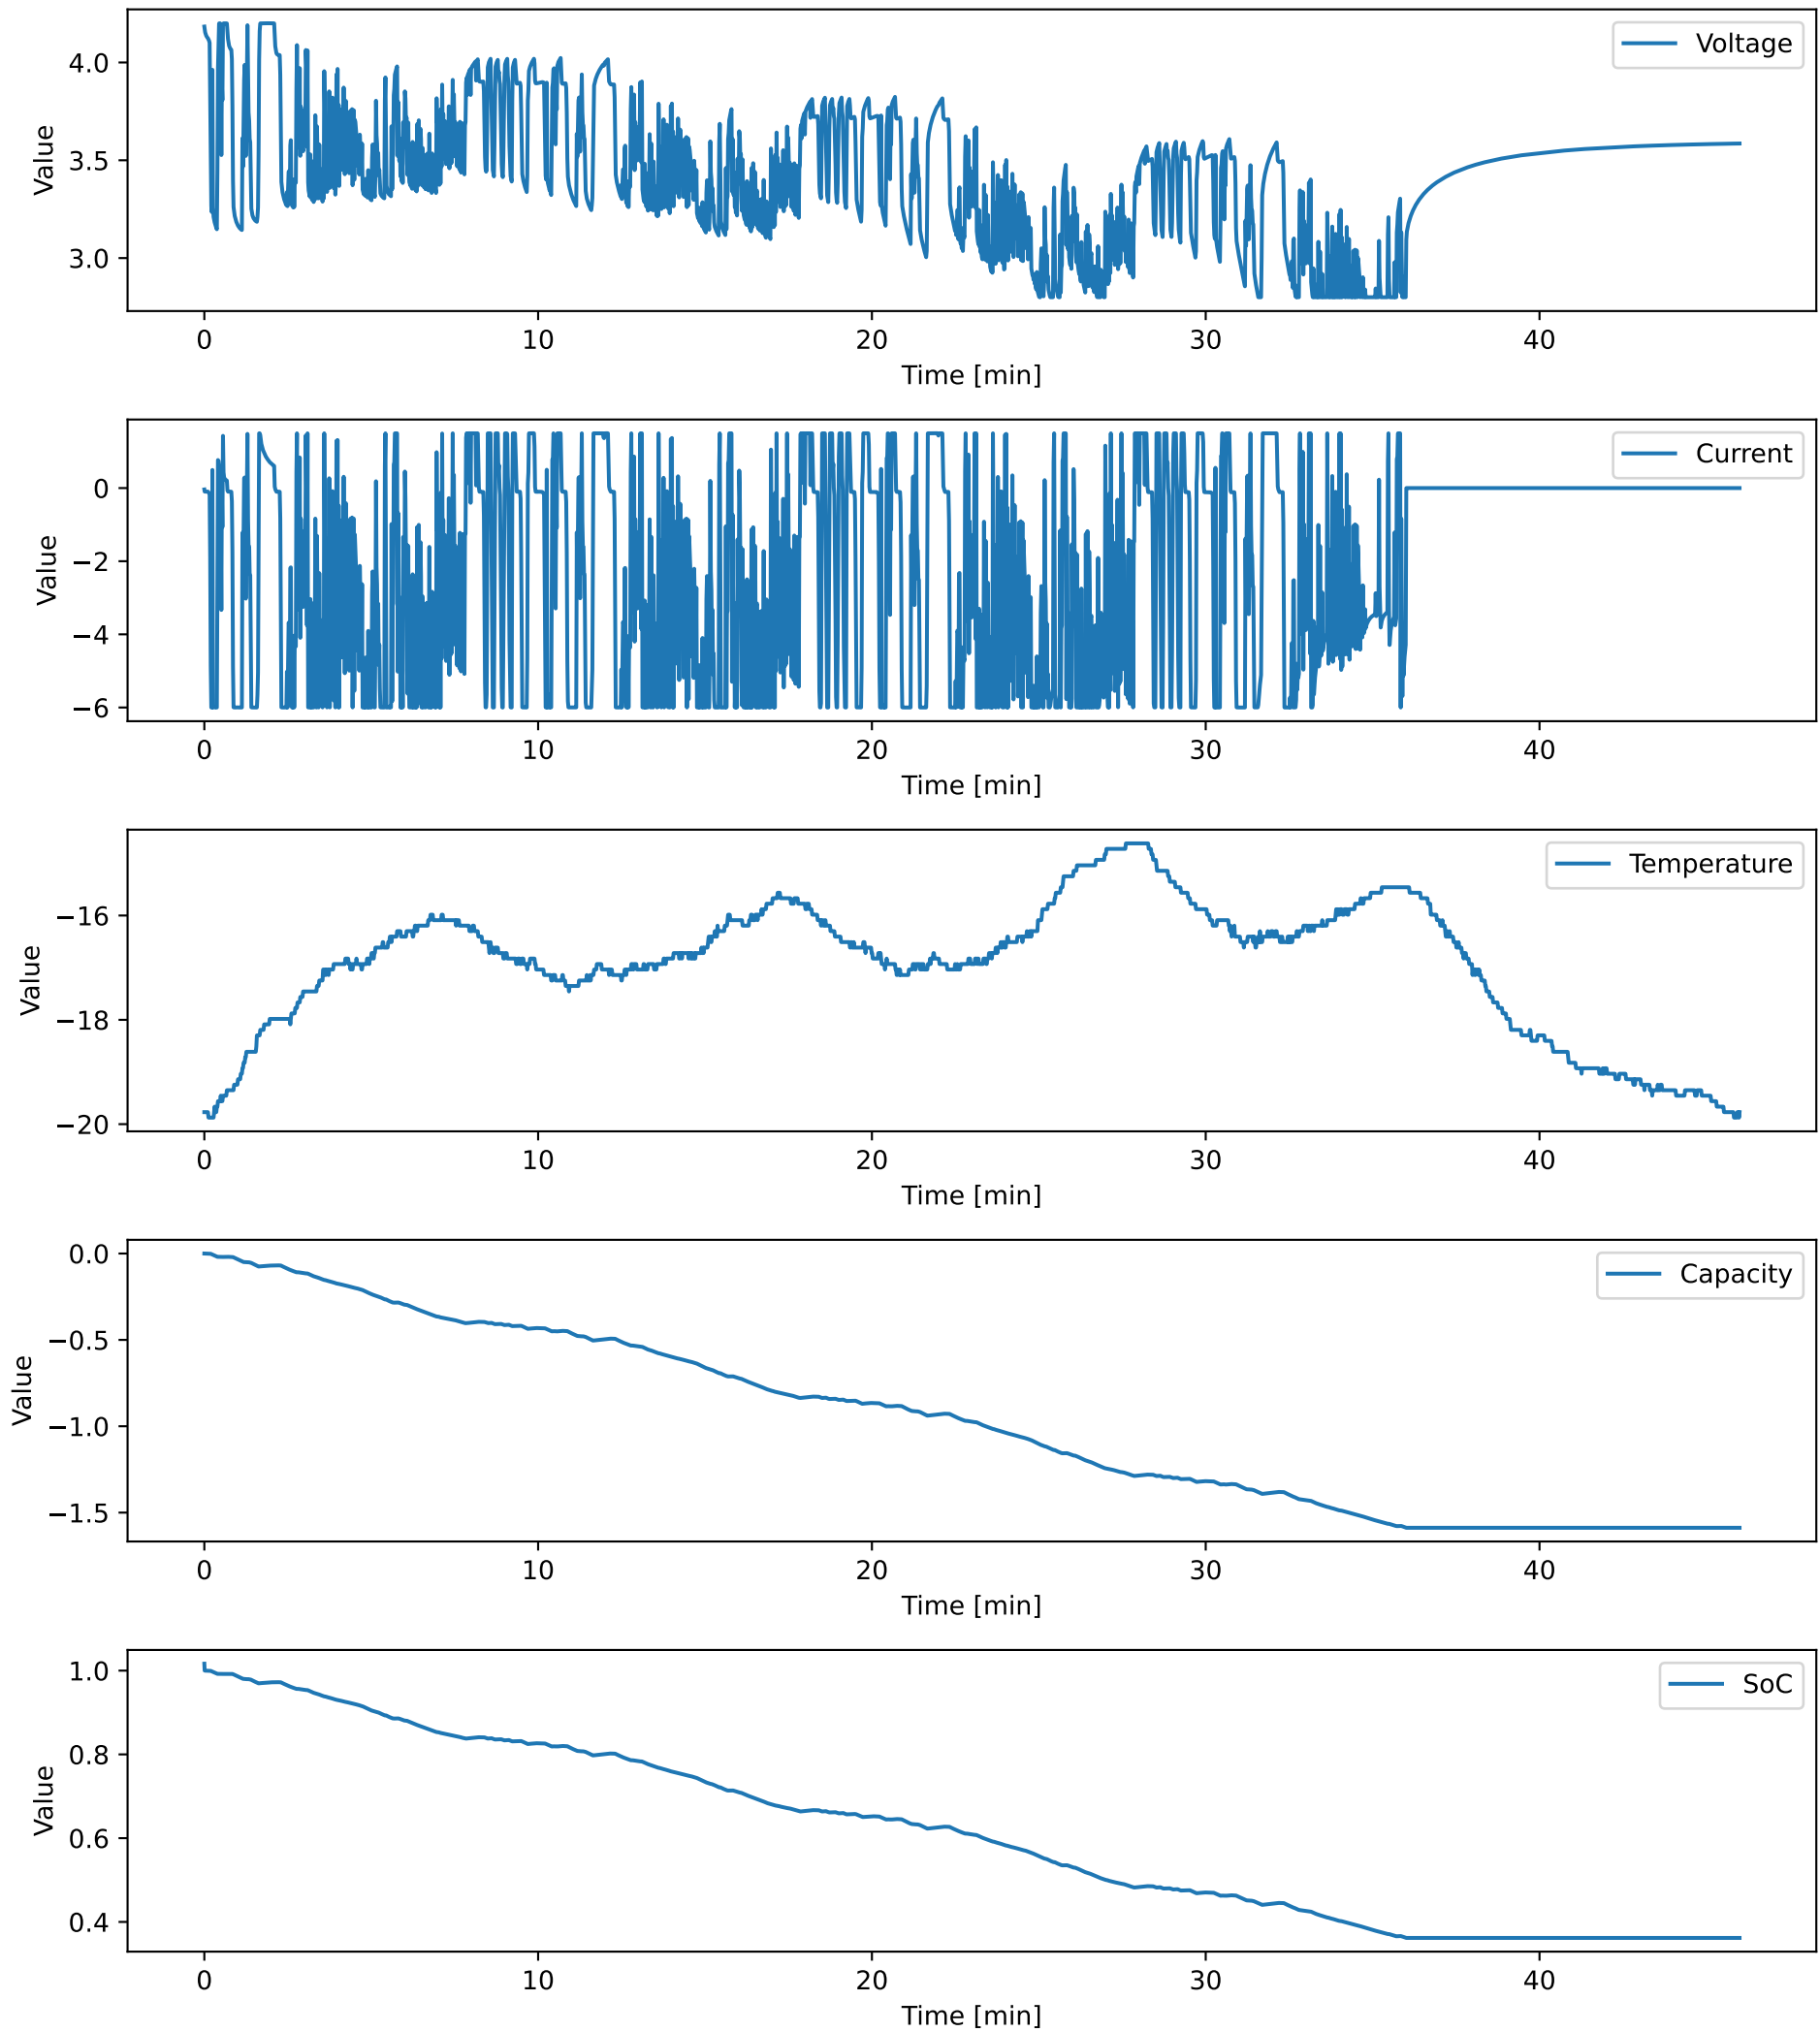 Value
4.0
3.5
3.0
Voltage
0 10 20 30 40
Time [min]
Value
0
−2
−4
−6
Current
0 10 20 30 40
Time [min]
Value
−16
−18
−20
Temperature
0 10 20 30 40
Time [min]
Value
0.0
−0.5
−1.0
−1.5
Capacity
0 10 20 30 40
Time [min]
Value
1.0
0.8
0.6
0.4
SoC
0 10 20 30 40
Time [min]